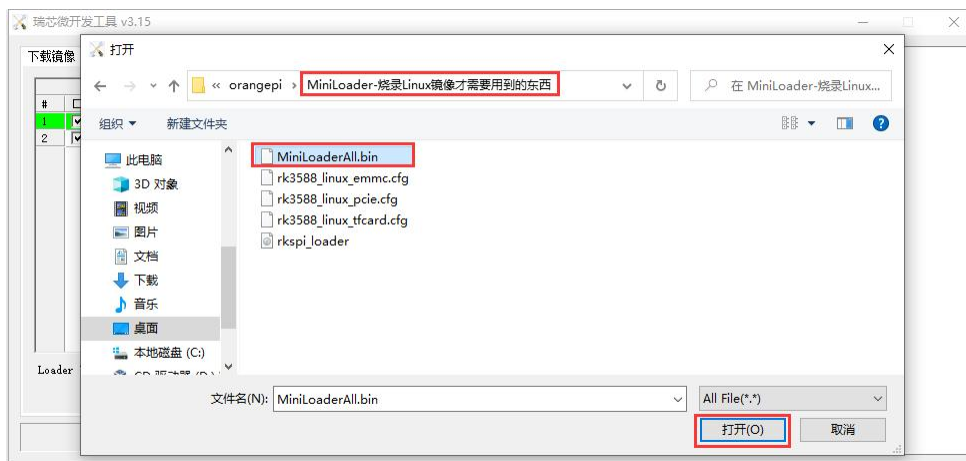 瑞芯微开发工具 v3.15
下载镜像
#
1
2
Loader
打开
« orangepi › MiniLoader-烧录Linux镜像才需要用到的东西
在 MiniLoader-烧录Linux...
组织
新建文件夹
此电脑
3D 对象
视频
图片
文档
下载
音乐
桌面
本地磁盘 (C:)
MiniLoaderAll.bin
rk3588_linux_emmc.cfg
rk3588_linux_pcie.cfg
rk3588_linux_tfcard.cfg
rkspi_loader
文件名(N):
MiniLoaderAll.bin
All File(*.*)
打开(O)
取消